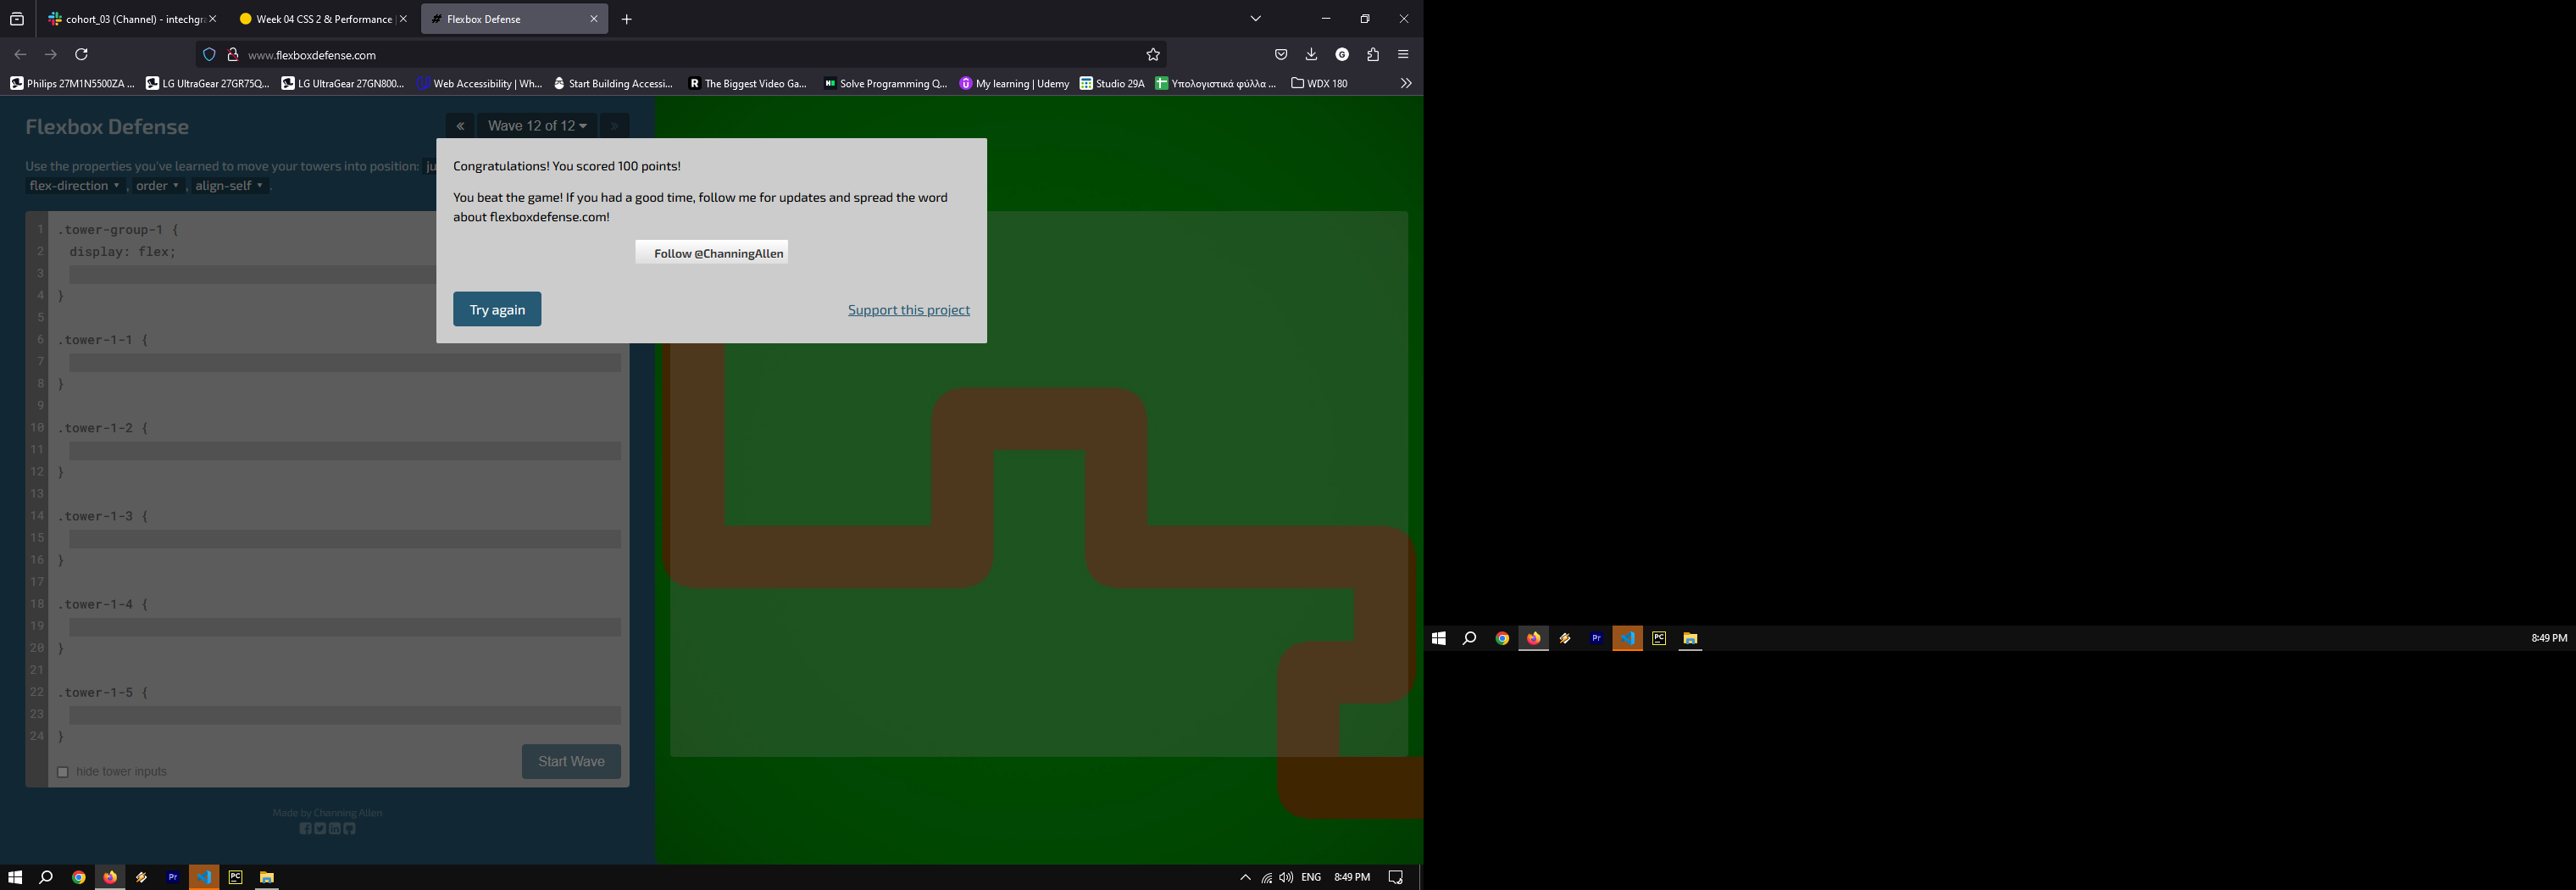 cohort_03 (Channel) - intechgra
Week 04 CSS 2 & Performance |
Flexbox Defense
www.flexboxdefense.com
Philips 27M1N5500ZA ...
LG UltraGear 27GR75Q...
LG UltraGear 27GN800...
Web Accessibility | Wh...
Start Building Accessi...
The Biggest Video Ga...
Solve Programming Q...
My learning | Udemy
Studio 29A
Υπολογιστικά φύλλα ...
WDX 180
Flexbox Defense
Wave 12 of 12
Use the properties you've learned to move your towers into position: ju
flex-direction ▼ , order ▼ , align-self ▼ .
Congratulations! You scored 100 points!
You beat the game! If you had a good time, follow me for updates and spread the word
about flexboxdefense.com!
Follow @ChanningAllen
Try again
Support this project
1 .tower-group-1 {
2 display: flex;
3
4 }
5
6 .tower-1-1 {
7
8 }
9
10 .tower-1-2 {
11
12 }
13
14 .tower-1-3 {
15
16 }
17
18 .tower-1-4 {
19
20 }
21
22 .tower-1-5 {
23
24 }
Start Wave
hide tower inputs
Made by Channing Allen
ENG
8:49 PM
8:49 PM